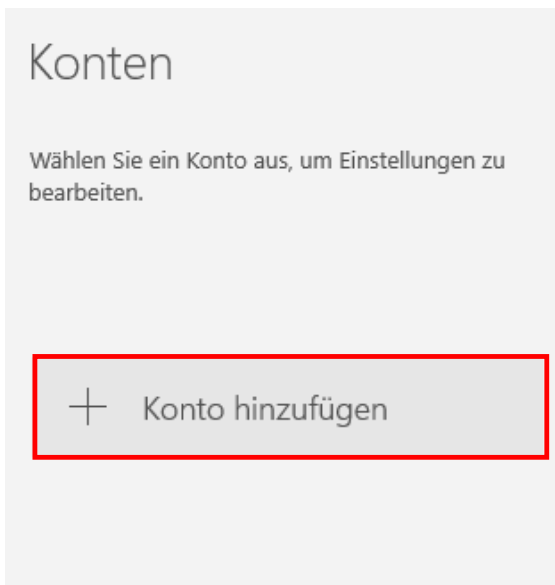 Konten
Wählen Sie ein Konto aus, um Einstellungen zu
bearbeiten.
Konto hinzufügen